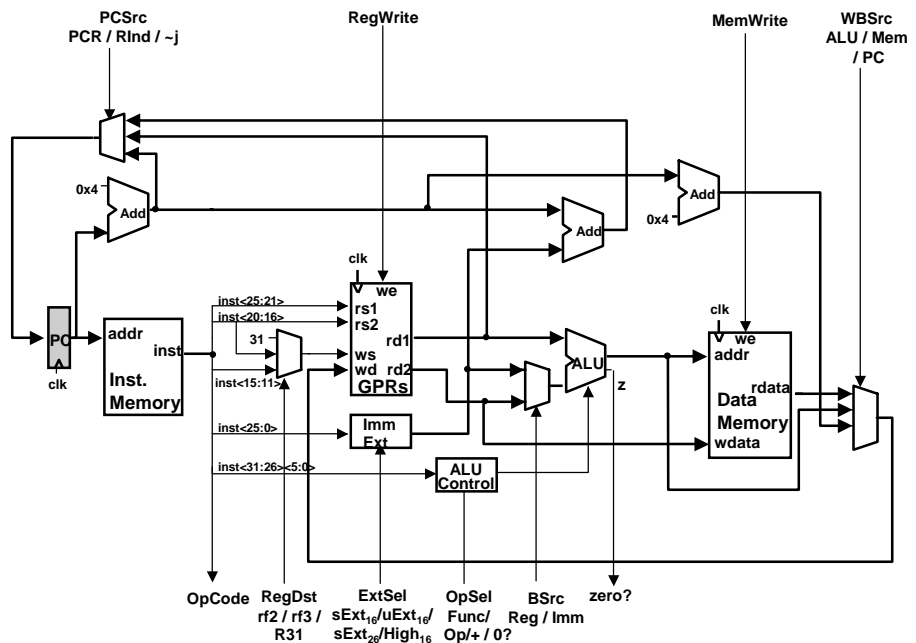 PCSrc
PCR / RInd / ~j
RegWrite
MemWrite
WBSrc
ALU / Mem
/ PC
0x4
Add
Add
Add
0x4
clk
we
inst<25:21>
inst<20:16>
rs1
rs2
31
ws
wd
rd1
rd2
GPRs
inst<15:11>
PC
clk
addr
inst
Inst.
Memory
ALU
z
clk
we
addr
rdata
Data
Memory
wdata
inst<25:0>
Imm
Ext
inst<31:26><5:0>
ALU
Control
OpCode
RegDst
rf2 / rf3 /
R31
ExtSel
sExt16/uExt16/
sExt26/High16
OpSel
Func/
Op/+ / 0?
BSrc
Reg / Imm
zero?